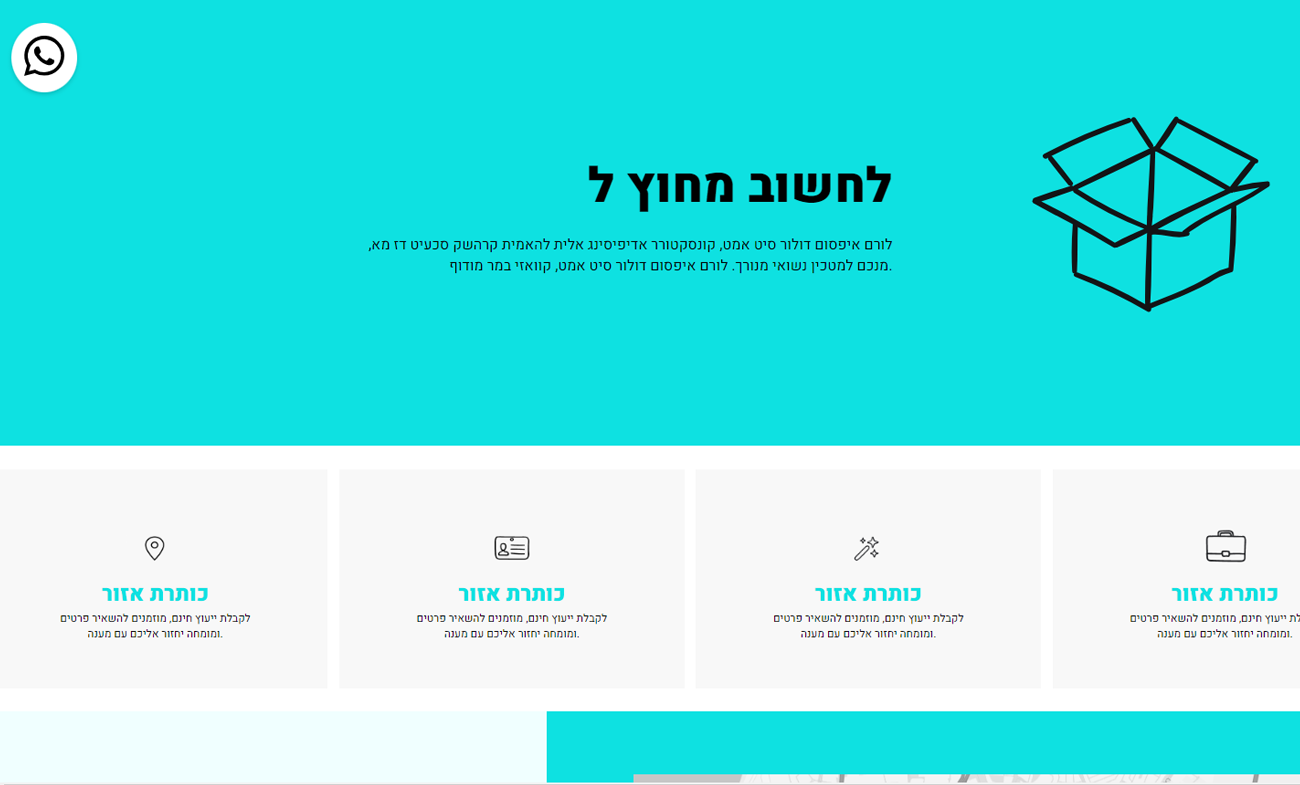 לחשוב מחוץ ל
לורם איפסום דולור סיט אמט, קונסקטורר אדיפיסינג אלית להאמית קרהשק סכעיט דז מא,
מנכם למטכין נשואי מנורך. לורם איפסום דולור סיט אמט, קוואזי במר מודוף.
כותרת אזור
לקבלת ייעוץ חינם, מוזמנים להשאיר פרטים
ומומחה יחזור אליכם עם מענה.
כותרת אזור
לקבלת ייעוץ חינם, מוזמנים להשאיר פרטים
ומומחה יחזור אליכם עם מענה.
כותרת אזור
לקבלת ייעוץ חינם, מוזמנים להשאיר פרטים
ומומחה יחזור אליכם עם מענה.
כותרת אזור
לקבלת ייעוץ חינם, מוזמנים להשאיר פרטים
ומומחה יחזור אליכם עם מענה.